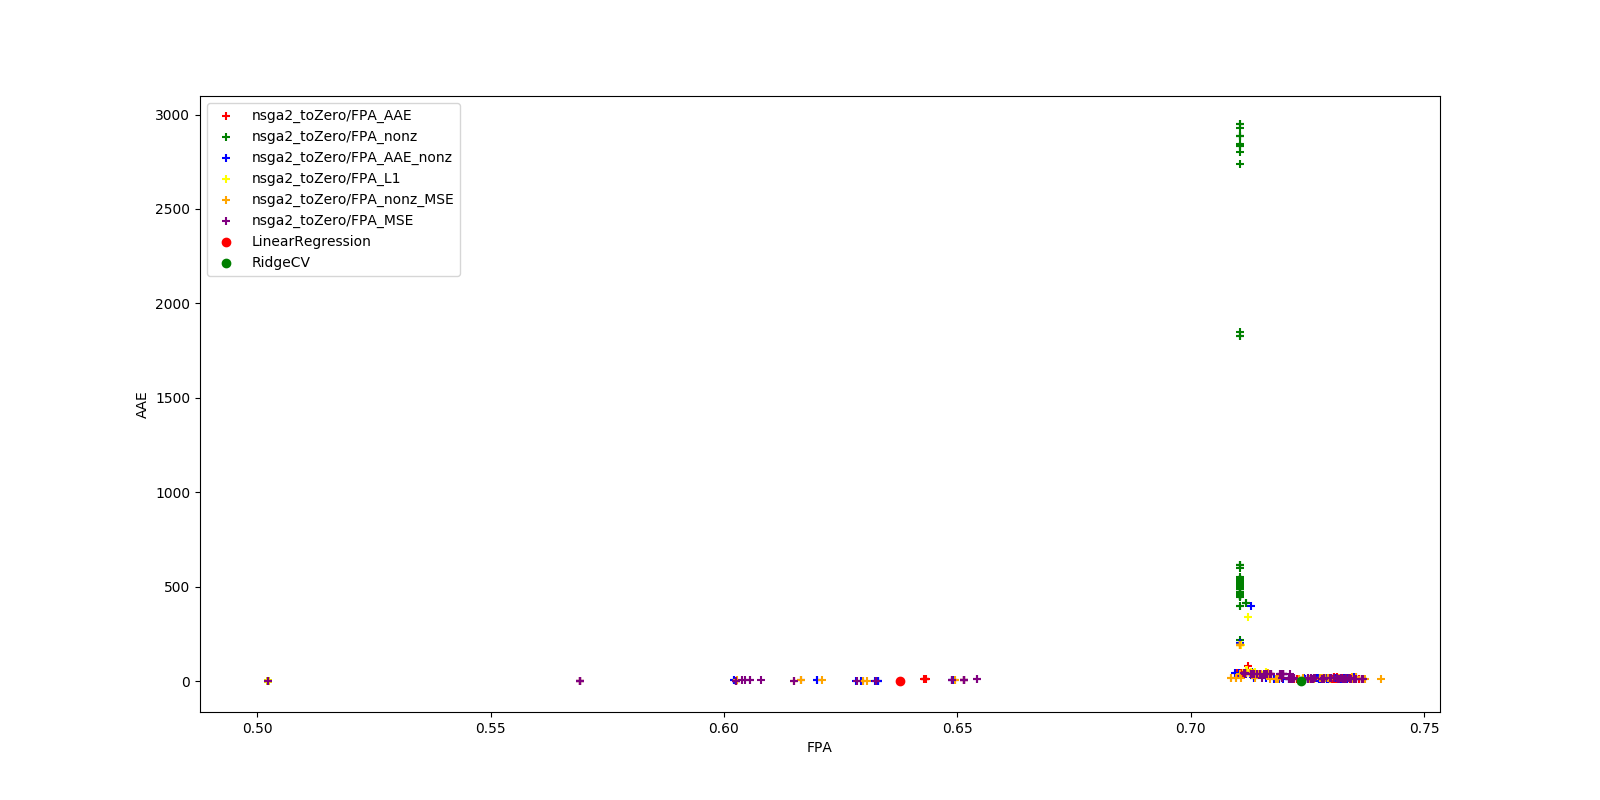 3000
2500
2000
1500
1000
500
0
AAE
nsga2_toZero/FPA_AAE
nsga2_toZero/FPA_nonz
nsga2_toZero/FPA_AAE_nonz
nsga2_toZero/FPA_L1
nsga2_toZero/FPA_nonz_MSE
nsga2_toZero/FPA_MSE
LinearRegression
RidgeCV
0.50 0.55 0.60 0.65 0.70 0.75
FPA